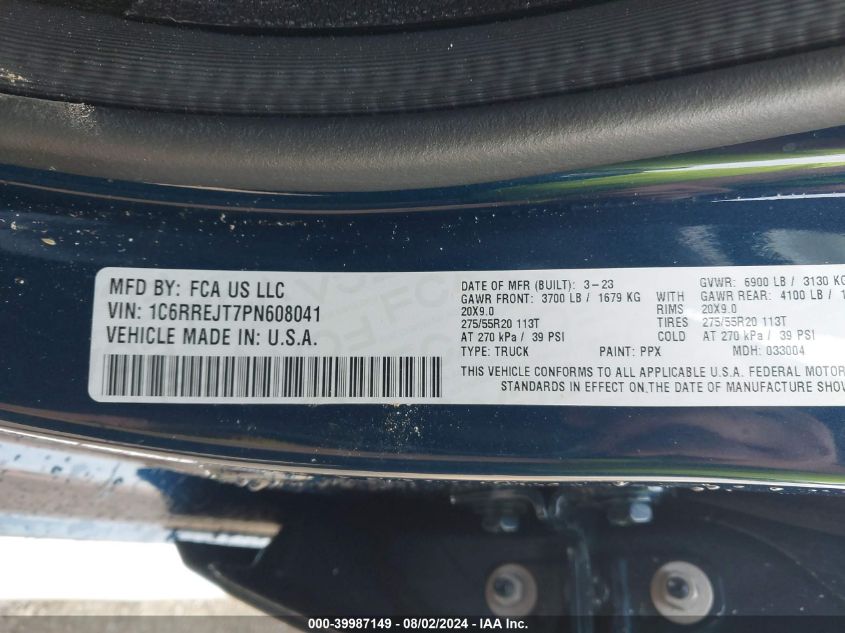 MFD BY: FCA US LLC
VIN: 1C6RREJT7PN608041
VEHICLE MADE IN: U.S.A.
DATE OF MFR (BUILT): 3-23 GVWR: 6900 LB / 3130 KG
GAWR FRONT: 3700 LB / 1679 KG WITH GAWR REAR: 4100 LB /
20X9.0 RIMS 20X9.0
275/55R20 113T TIRES 275/55R20 113T
AT 270 kPa / 39 PSI COLD AT 270 kPa / 39 PSI
TYPE: TRUCK PAINT: PPX MDH: 033004
THIS VEHICLE CONFORMS TO ALL APPLICABLE U.S.A. FEDERAL MOTOR
STANDARDS IN EFFECT ON THE DATE OF MANUFACTURE
000-39987149 - 08/02/2024 - IAAI Inc.